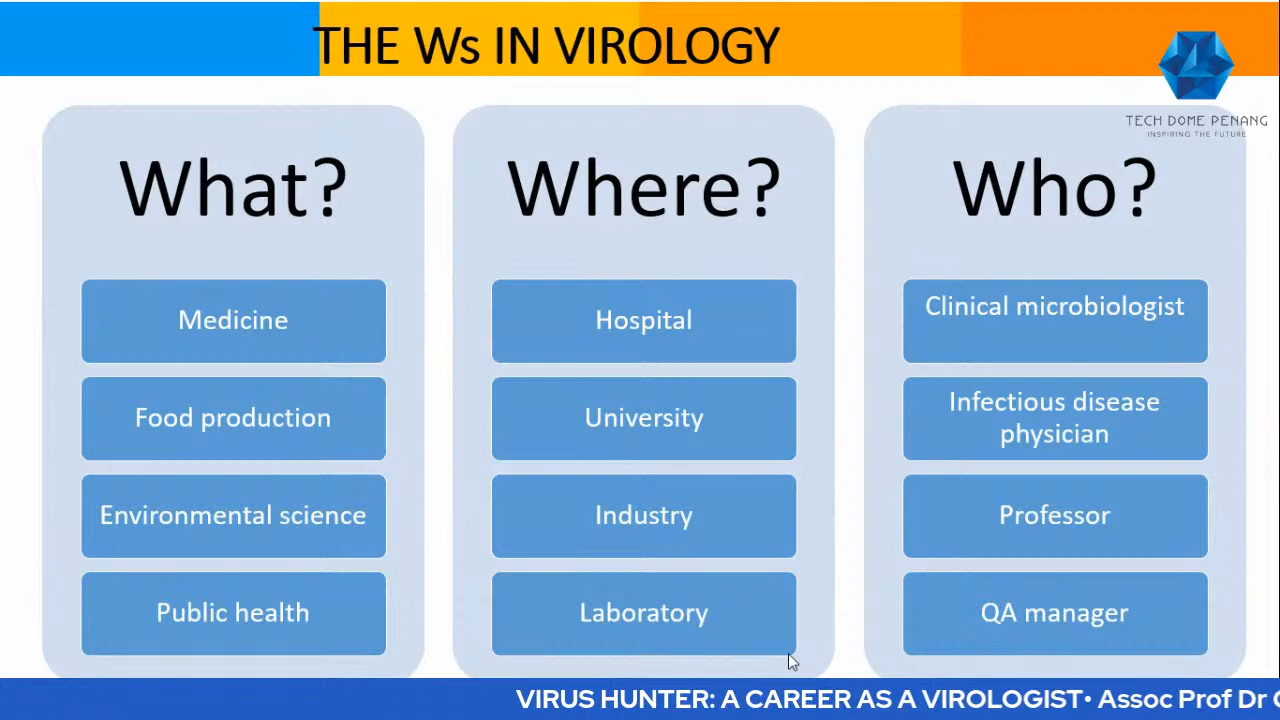 THE Ws IN VIROLOGY
TECH DOME PENANG
INSPIRING THE FUTURE
What?
Medicine
Food production
Environmental science
Public health
Where?
Hospital
University
Industry
Laboratory
Who?
Clinical microbiologist
Infectious disease
physician
Professor
QA manager
VIRUS HUNTER: A CAREER AS A VIROLOGIST• Assoc Prof Dr